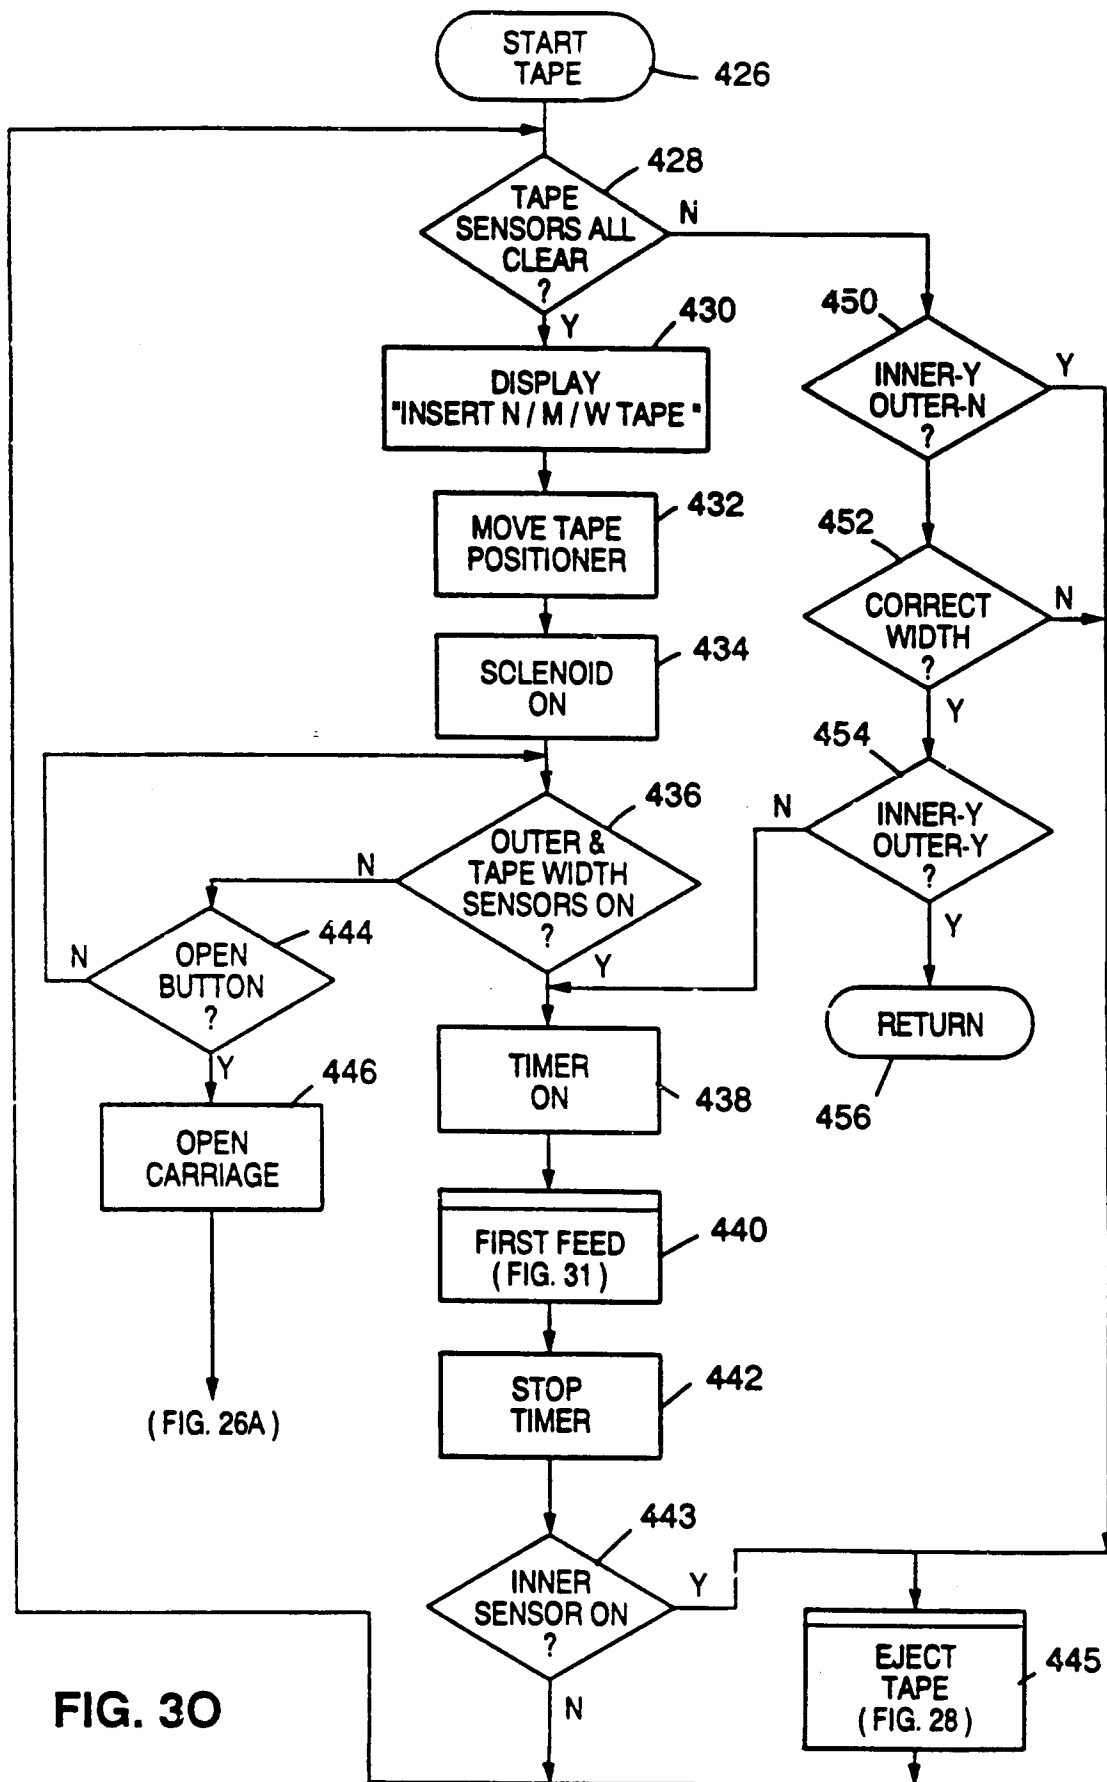 START
TAPE
426
428
TAPE
SENSORS ALL
CLEAR
?
N
Y
430
DISPLAY
"INSERT N / M / W TAPE "
450
INNER-Y
OUTER-N
?
Y
432
MOVE TAPE
POSITIONER
452
CORRECT
WIDTH
?
N
Y
434
SOLENOID
ON
454
INNER-Y
OUTER-Y
?
N
Y
436
OUTER &
TAPE WIDTH
SENSORS ON
?
N
Y
444
OPEN
BUTTON
?
N
Y
RETURN
456
446
OPEN
CARRIAGE
(FIG. 26A)
TIMER
ON
438
FIRST FEED
( FIG. 31 )
440
STOP
TIMER
442
443
INNER
SENSOR ON
?
Y
N
EJECT
TAPE
( FIG. 28 )
445
FIG. 30